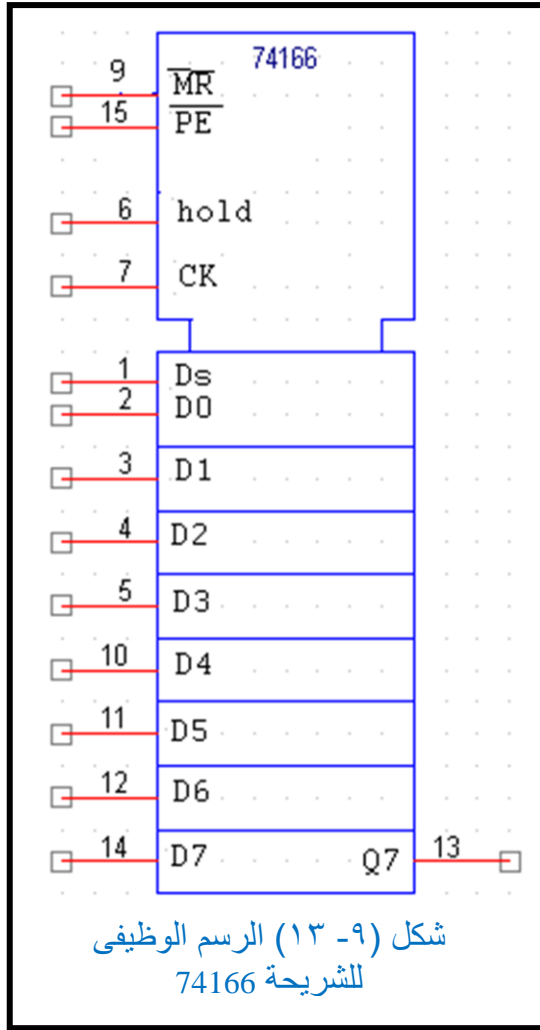 74166
9 MR
15 PE
6 hold
7 CK
1 Ds
2 D0
3 D1
4 D2
5 D3
10 D4
11 D5
12 D6
14 D7 Q7 13
شكل (٩- ١٣) الرسم الوظيفى
للشريحة 74166